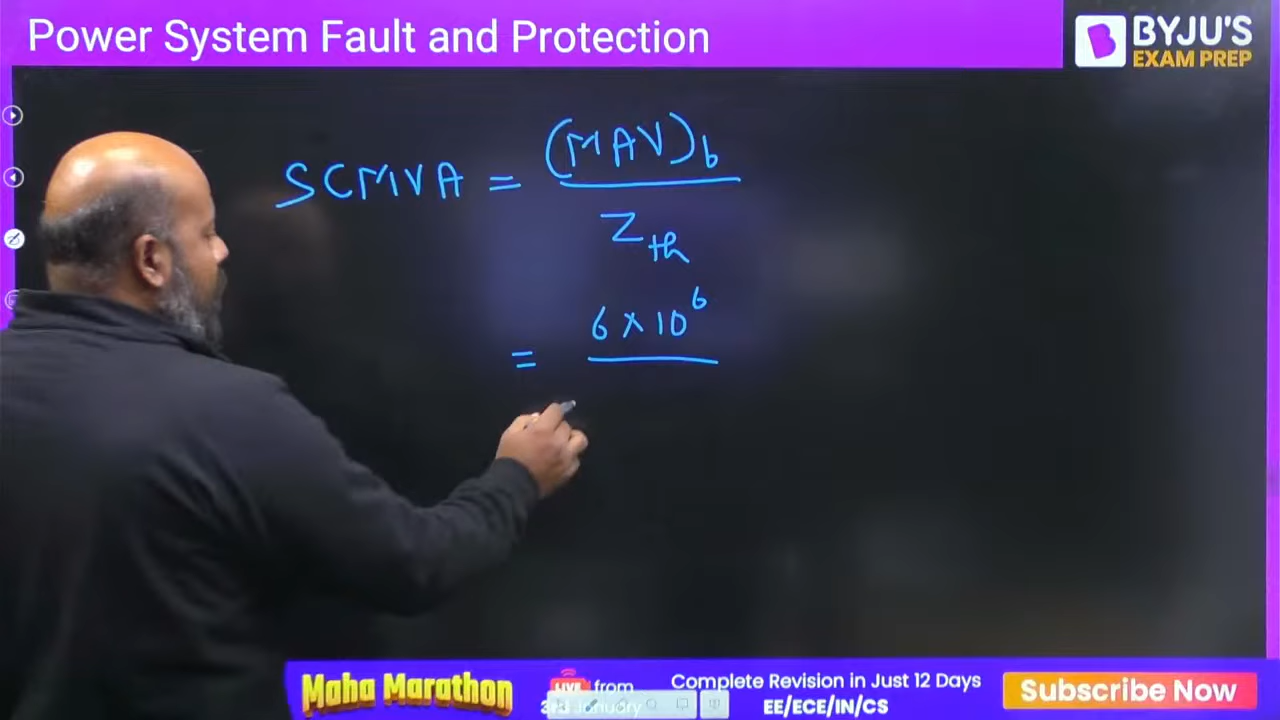 Power System Fault and Protection
BYJU'S
EXAM PREP
SCMVA = (MAV)b / Zth
= 6 × 10^6
Maha Marathon
LIVE from
Complete Revision in Just 12 Days
EE/ECE/IN/CS
Subscribe Now